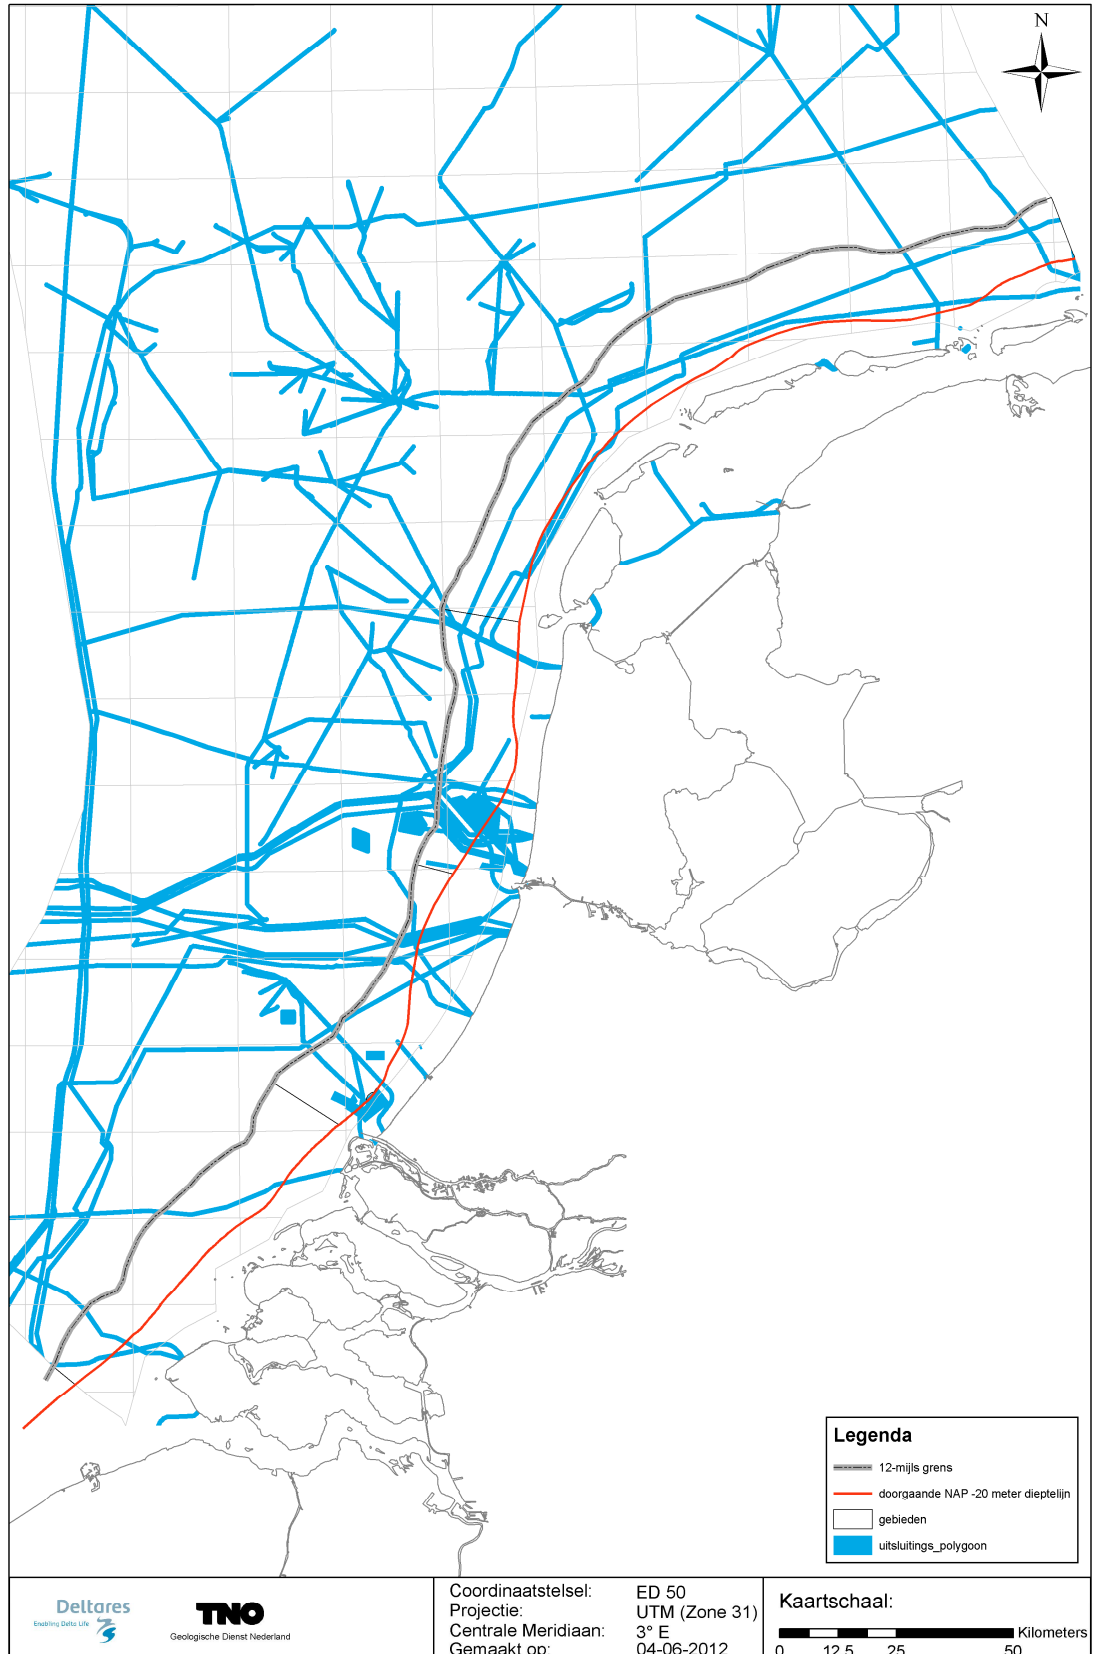 N
Legenda
12-mijls grens
doorgaande NAP -20 meter dieptelijn
gebieden
uitsluitings_polygoon
Deltares
Enabling Delta Life
TNO
Geologische Dienst Nederland
Coordinaatstelsel: ED 50
Projectie: UTM (Zone 31)
Centrale Meridiaan: 3° E
Gemaakt op: 04-06-2012
Kaartschaal:
Kilometers
0 12,5 25 50